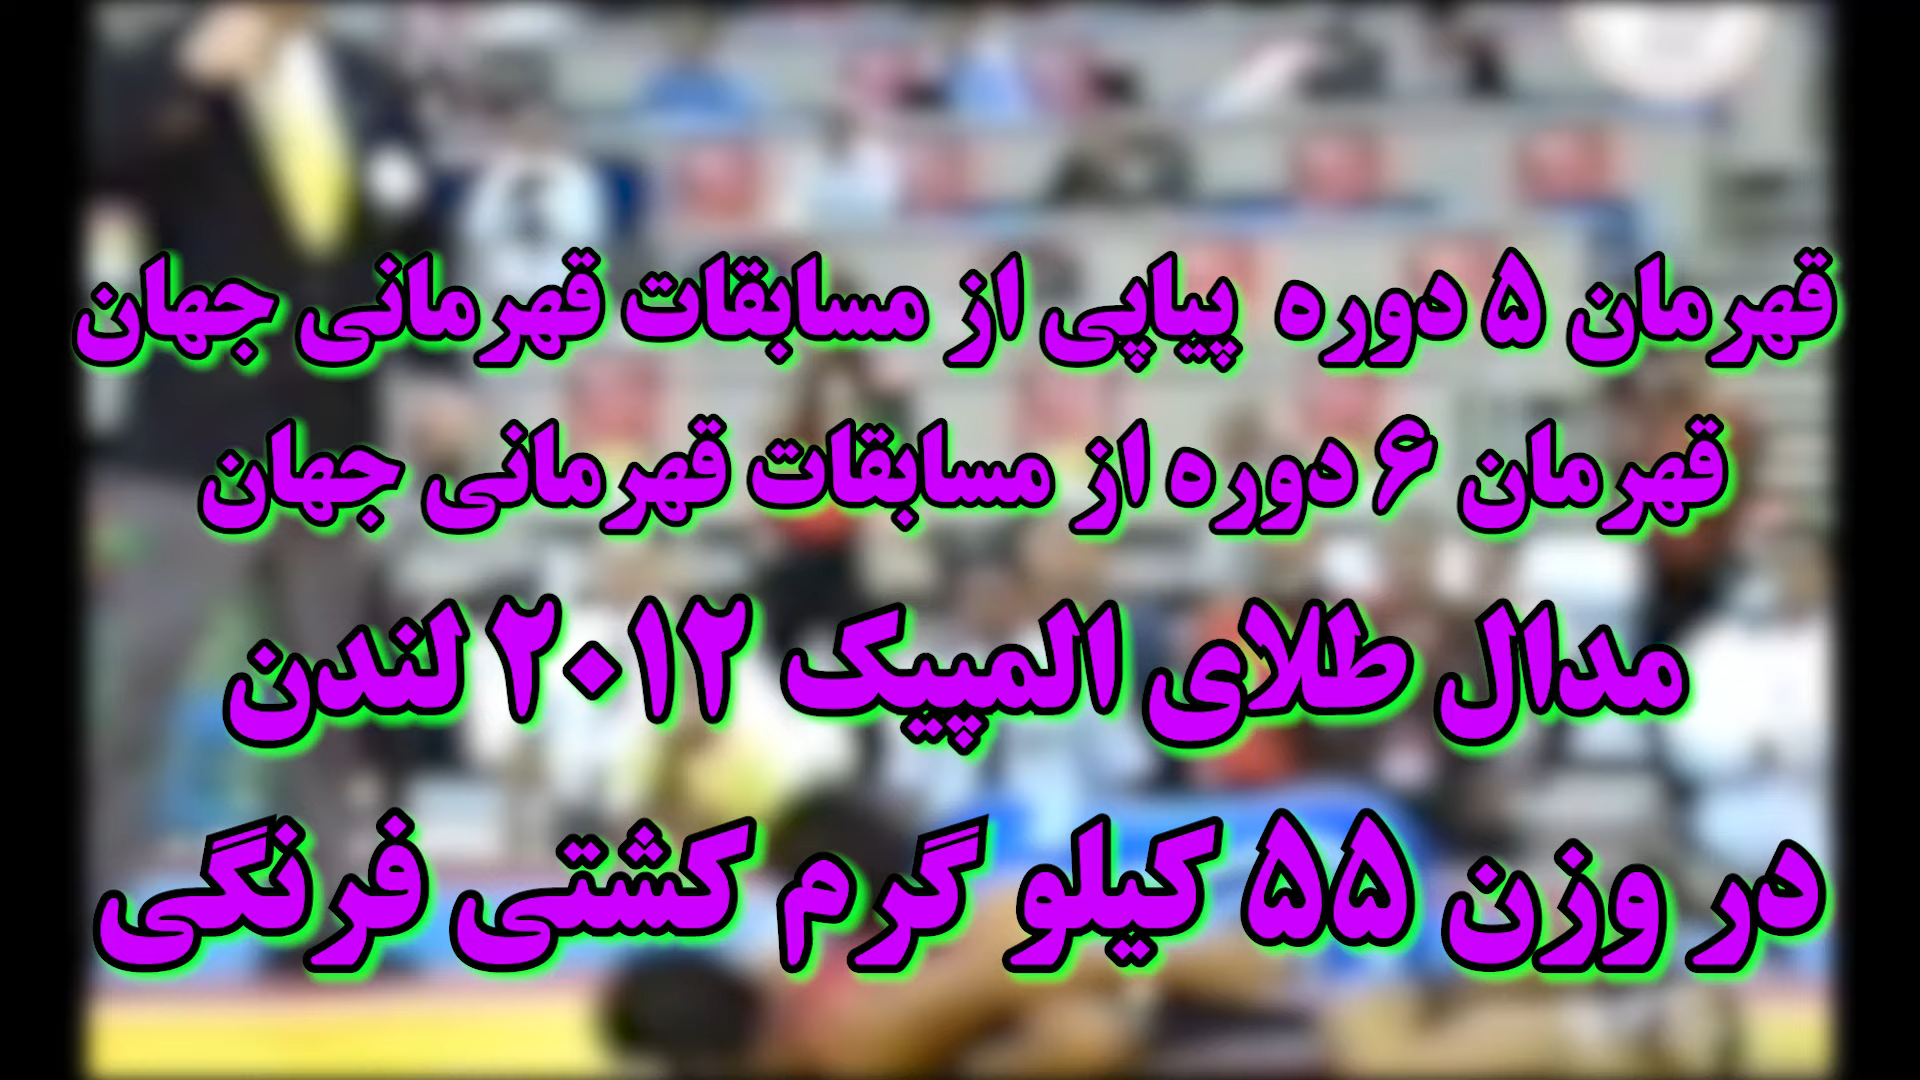 قهرمان ۵ دوره پیاپی از مسابقات قهرمانی جهان
قهرمان ۶ دوره از مسابقات قهرمانی جهان
مدال طلای المپیک ۲۰۱۲ لندن
در وزن ۵۵ کیلو گرم کشتی فرنگی